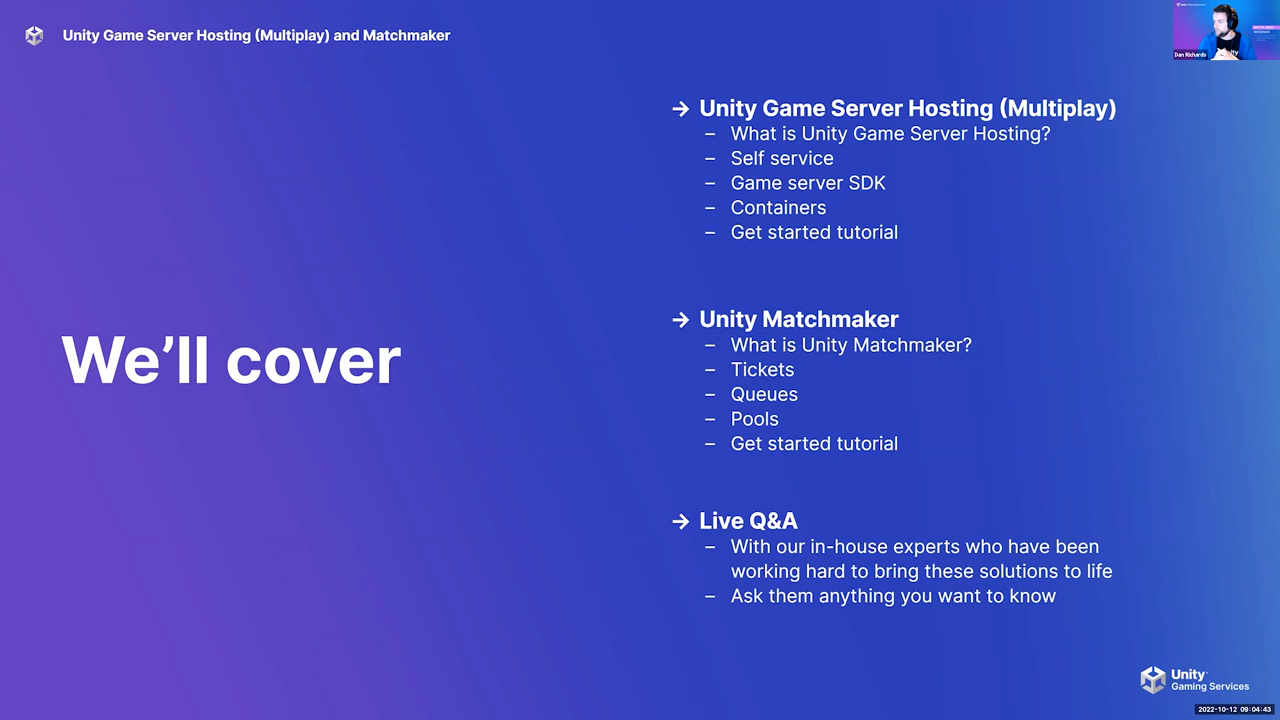 Unity Game Server Hosting (Multiplay) and Matchmaker
Dan Richards
→ Unity Game Server Hosting (Multiplay)
– What is Unity Game Server Hosting?
– Self service
– Game server SDK
– Containers
– Get started tutorial
We'll cover
→ Unity Matchmaker
– What is Unity Matchmaker?
– Tickets
– Queues
– Pools
– Get started tutorial
→ Live Q&A
– With our in-house experts who have been
working hard to bring these solutions to life
– Ask them anything you want to know
Unity
Gaming Services
2022-10-12 09:04:43